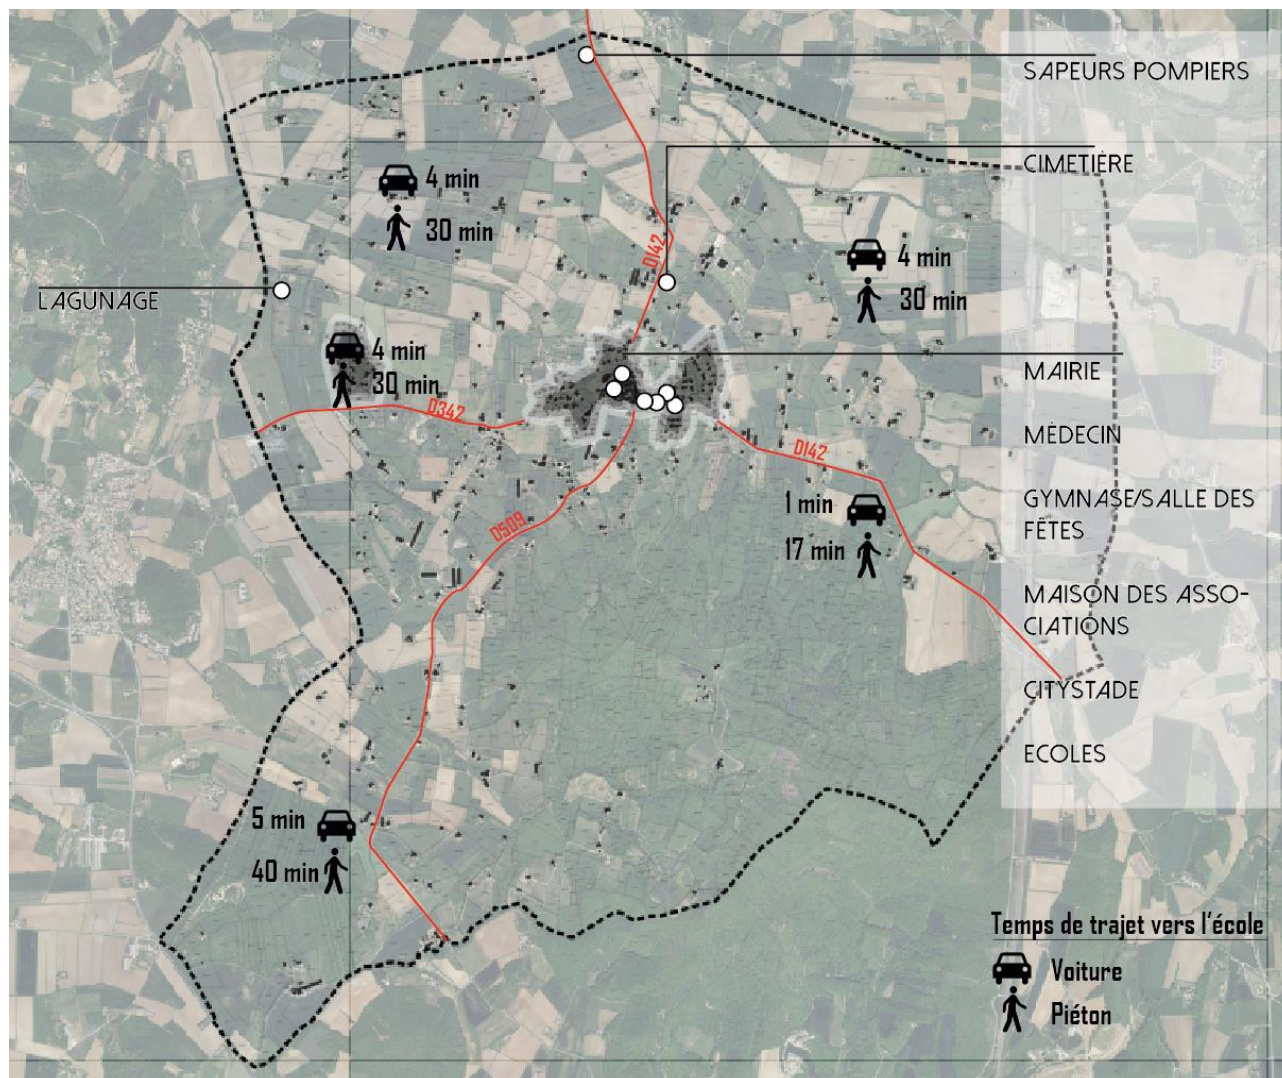 SAPEURS POMPIERS
CIMETIÈRE
4 min
30 min
D142
4 min
30 min
LAGUNAGE
4 min
30 min
MAIRIE
D342
MÉDECIN
D142
GYMNASE/SALLE DES
FÊTES
1 min
17 min
D509
MAISON DES ASSO-
CIATIONS
CITYSTADE
ECOLES
5 min
40 min
Temps de trajet vers l'école
Voiture
Piéton